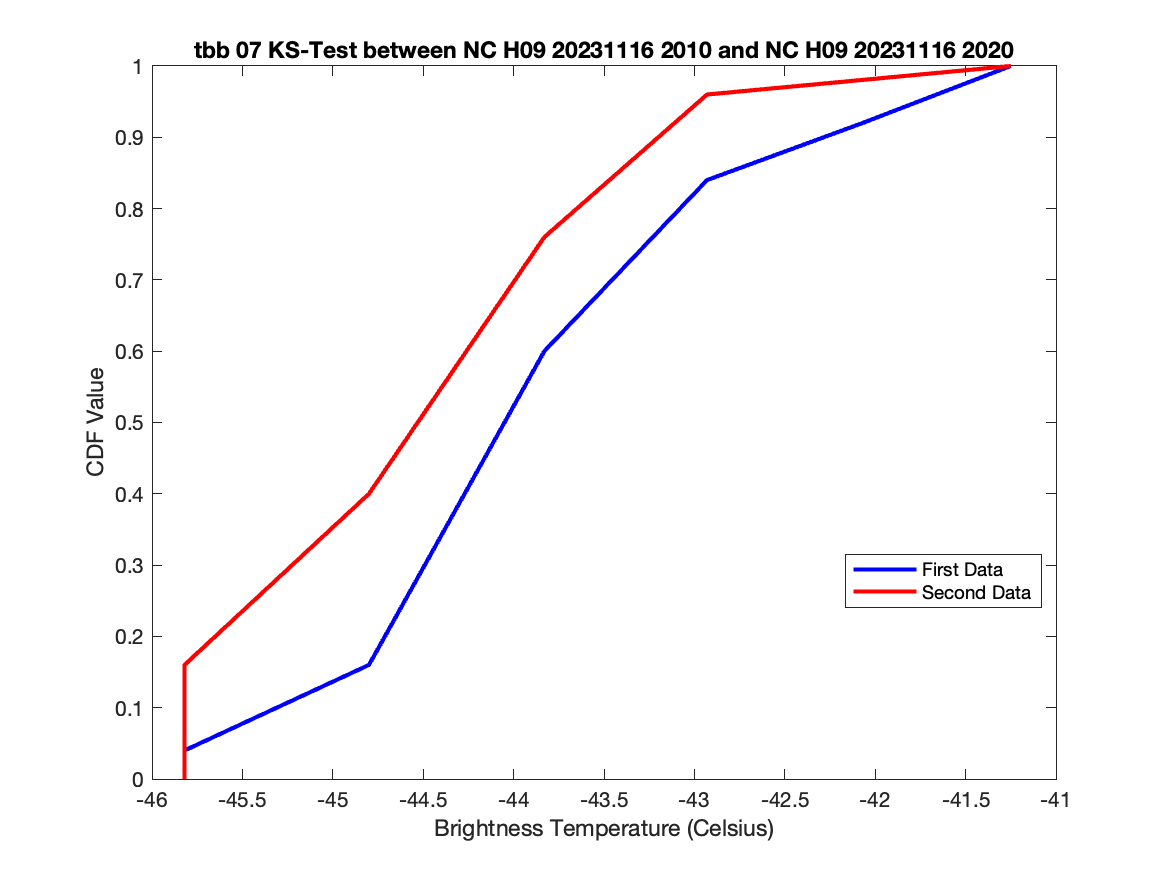 tbb 07 KS-Test between NC H09 20231116 2010 and NC H09 20231116 2020
1
0.9
0.8
0.7
0.6
0.5
0.4
0.3
0.2
0.1
0
CDF Value
First Data
Second Data
-46 -45.5 -45 -44.5 -44 -43.5 -43 -42.5 -42 -41.5 -41
Brightness Temperature (Celsius)